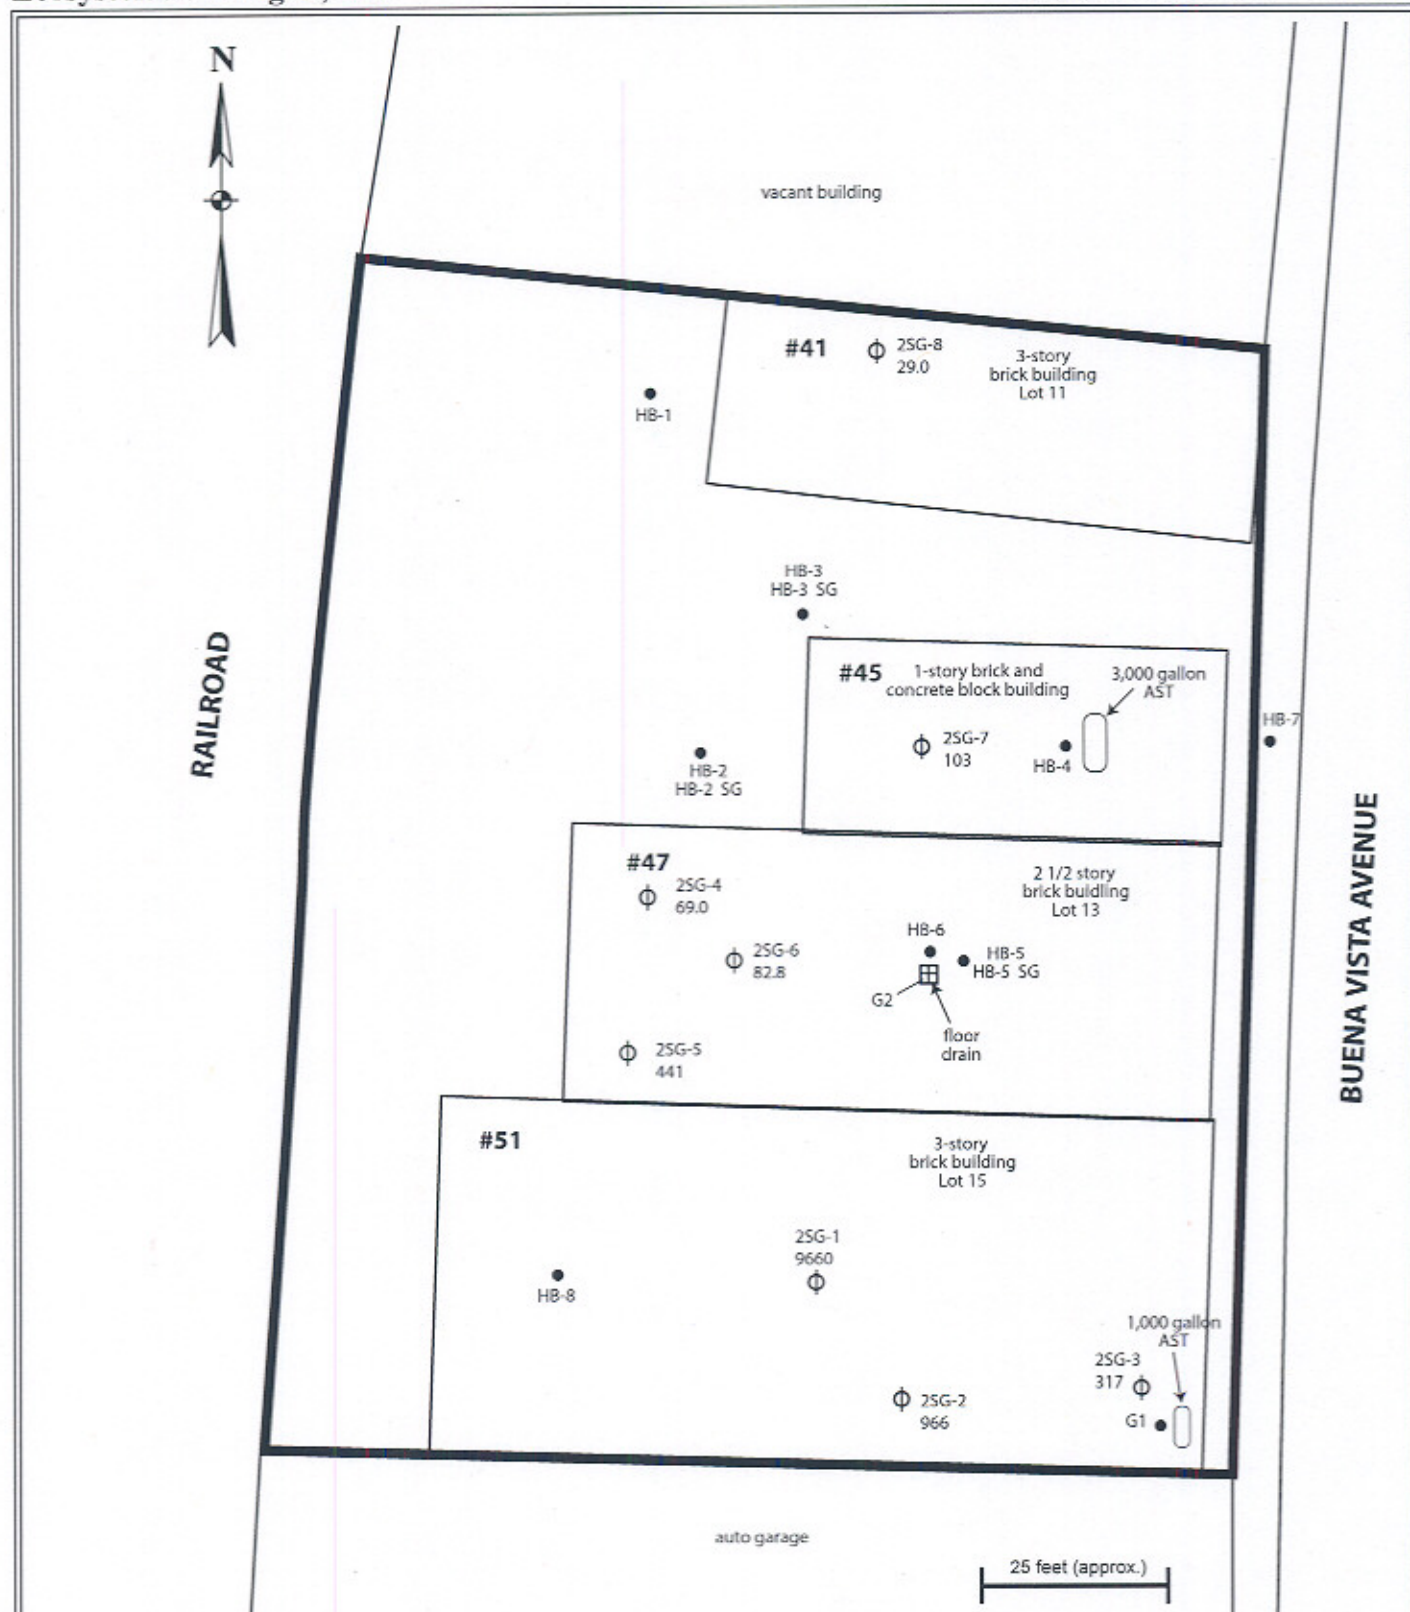 N
vacant building
#41
2SG-8
29.0
3-story
brick building
Lot 11
HB-1
HB-3
HB-3 SG
RAILROAD
#45
1-story brick and
concrete block building
3,000 gallon
AST
2SG-7
103
HB-4
HB-7
HB-2
HB-2 SG
#47
2SG-4
69.0
2 1/2 story
brick buidling
Lot 13
2SG-6
82.8
HB-6
HB-5
HB-5 SG
G2
floor
drain
2SG-5
441
BUENA VISTA AVENUE
#51
3-story
brick building
Lot 15
2SG-1
9660
HB-8
1,000 gallon
AST
2SG-3
317
2SG-2
966
G1
auto garage
25 feet (approx.)